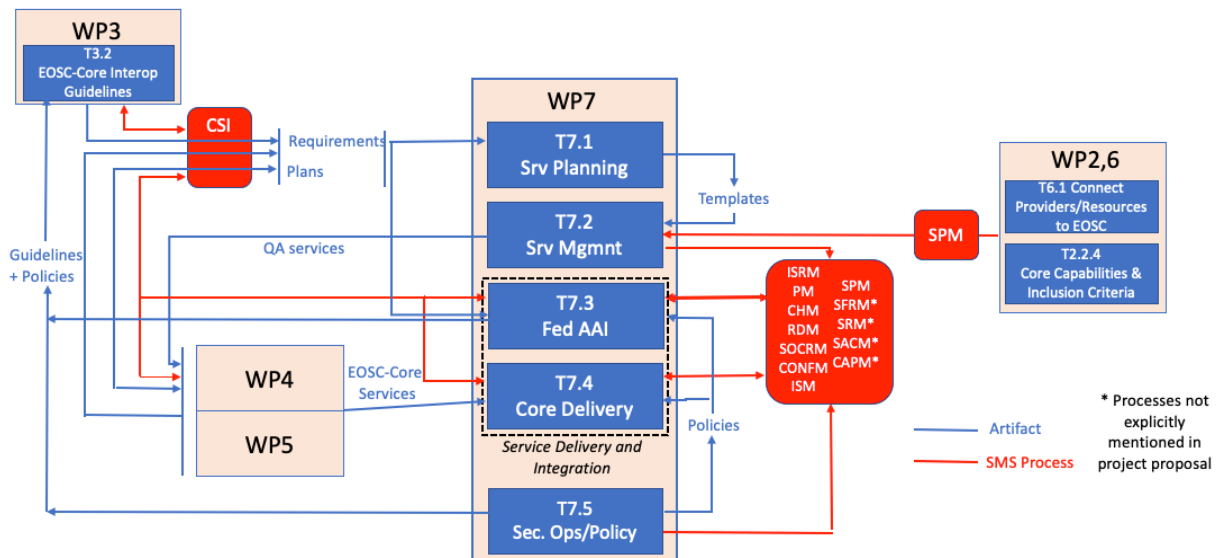 WP3
T3.2
EOSC-Core Interop
Guidelines
CSI
Requirements
Plans
Guidelines
+ Policies
QA services
WP4
WP5
EOSC-Core
Services
WP7
T7.1
Srv Planning
T7.2
Srv Mgmnt
T7.3
Fed AAI
T7.4
Core Delivery
Service Delivery and
Integration
T7.5
Sec. Ops/Policy
Templates
Policies
SPM
ISRM
PM
CHM
RDM
SOCRM
CONFM
ISM
SPM
SFRM*
SRM*
SACM*
CAPM*
WP2,6
T6.1 Connect
Providers/Resources
to EOSC
T2.2.4
Core Capabilities &
Inclusion Criteria
Artifact
SMS Process
* Processes not
explicitly
mentioned in
project proposal